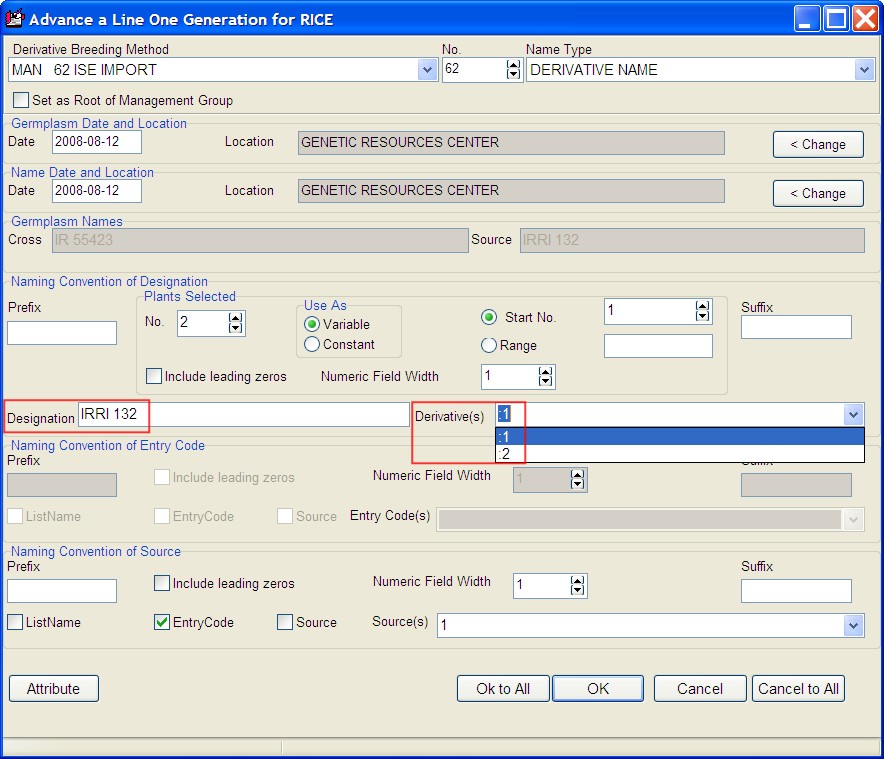 Advance a Line One Generation for RICE
Derivative Breeding Method No. Name Type
MAN 62 ISE IMPORT 62 DERIVATIVE NAME
Set as Root of Management Group
Germplasm Date and Location
Date 2008-08-12 Location GENETIC RESOURCES CENTER < Change
Name Date and Location
Date 2008-08-12 Location GENETIC RESOURCES CENTER < Change
Germplasm Names
Cross IR 55423 Source IRRI 132
Naming Convention of Designation
Plants Selected
Prefix Use As Suffix
No. 2 Variable Start No. 1
Constant Range
Include leading zeros Numeric Field Width 1
Designation IRRI 132 Derivative(s) :1
:1
Naming Convention of Entry Code
:2
Prefix
Include leading zeros Numeric Field Width 1
ListName EntryCode Source Entry Code(s)
Naming Convention of Source
Prefix Suffix
Include leading zeros Numeric Field Width 1
ListName EntryCode Source Source(s) 1
Attribute Ok to All OK Cancel Cancel to All